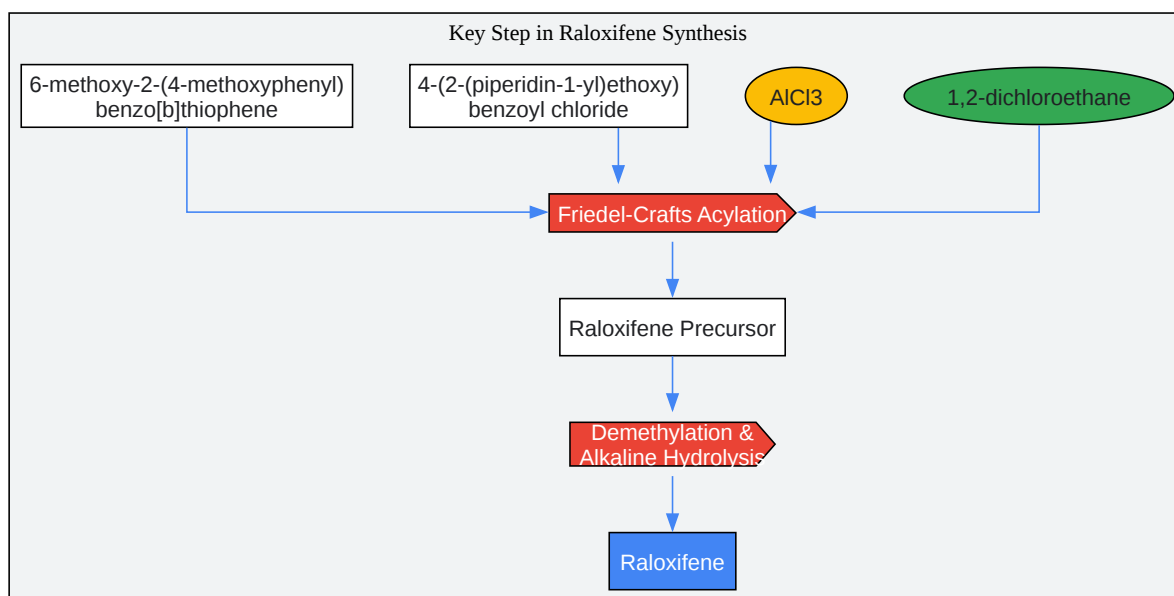 Key Step in Raloxifene Synthesis
6-methoxy-2-(4-methoxyphenyl)
benzo[b]thiophene
4-(2-(piperidin-1-yl)ethoxy)
benzoyl chloride
AlCl3
1,2-dichloroethane
Friedel-Crafts Acylation
Raloxifene Precursor
Demethylation &
Alkaline Hydrolysis
Raloxifene